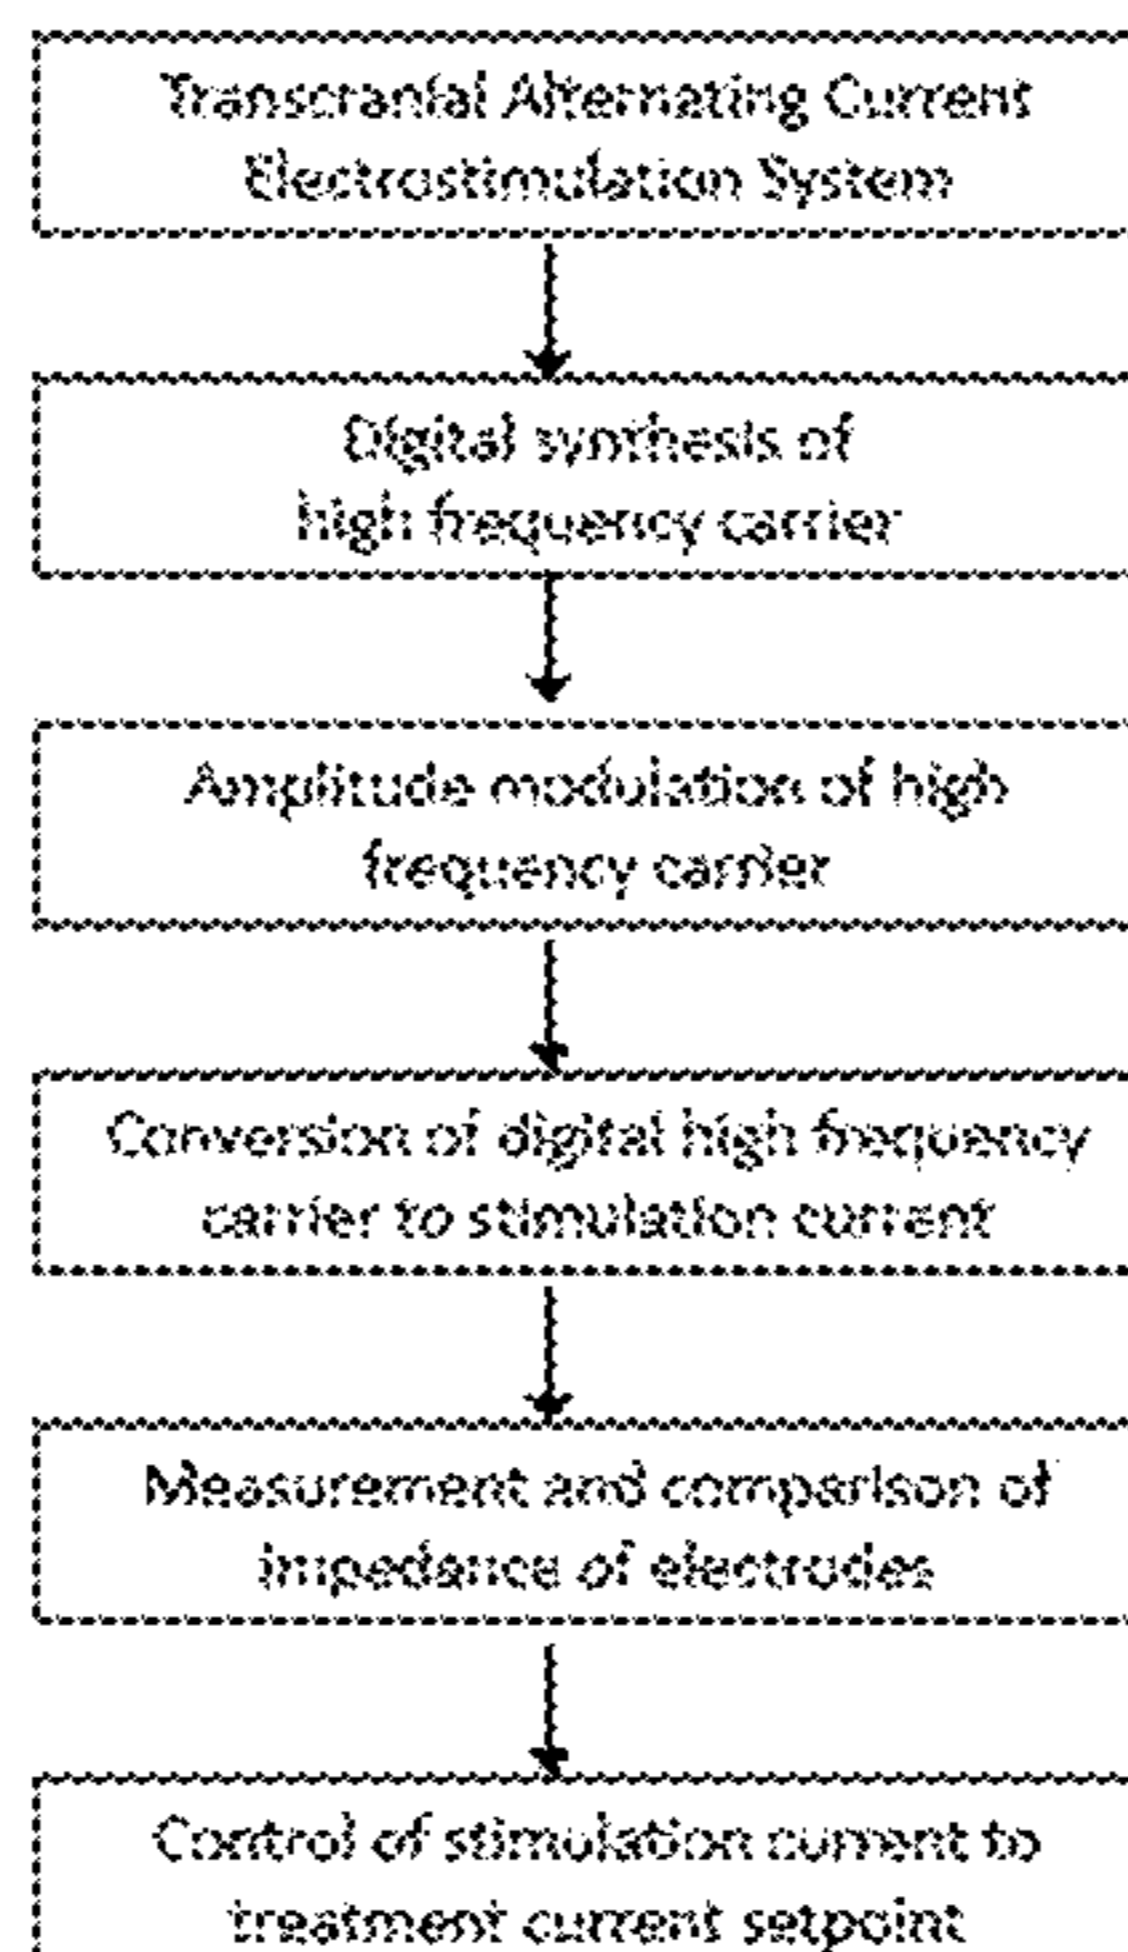 Transcranial Alternating Current
Electrostimulation System
Digital synthesis of
high frequency carrier
Amplitude modulation of high
frequency carrier
Conversion of digital high frequency
carrier to stimulation current
Measurement and comparison of
impedance of electrodes
Control of stimulation current to
treatment current setpoint